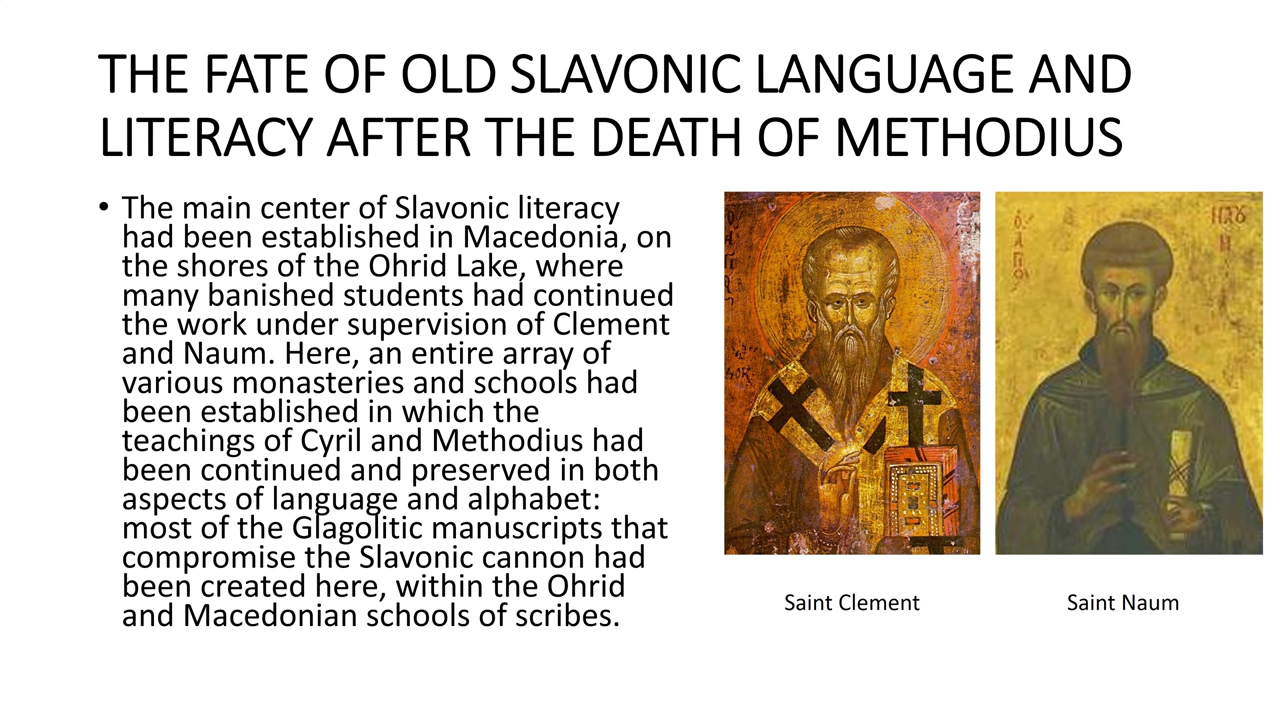 THE FATE OF OLD SLAVONIC LANGUAGE AND
LITERACY AFTER THE DEATH OF METHODIUS
• The main center of Slavonic literacy
had been established in Macedonia, on
the shores of the Ohrid Lake, where
many banished students had continued
the work under supervision of Clement
and Naum. Here, an entire array of
various monasteries and schools had
been established in which the
teachings of Cyril and Methodius had
been continued and preserved in both
aspects of language and alphabet:
most of the Glagolitic manuscripts that
compromise the Slavonic cannon had
been created here, within the Ohrid
and Macedonian schools of scribes.
Saint Clement
Saint Naum